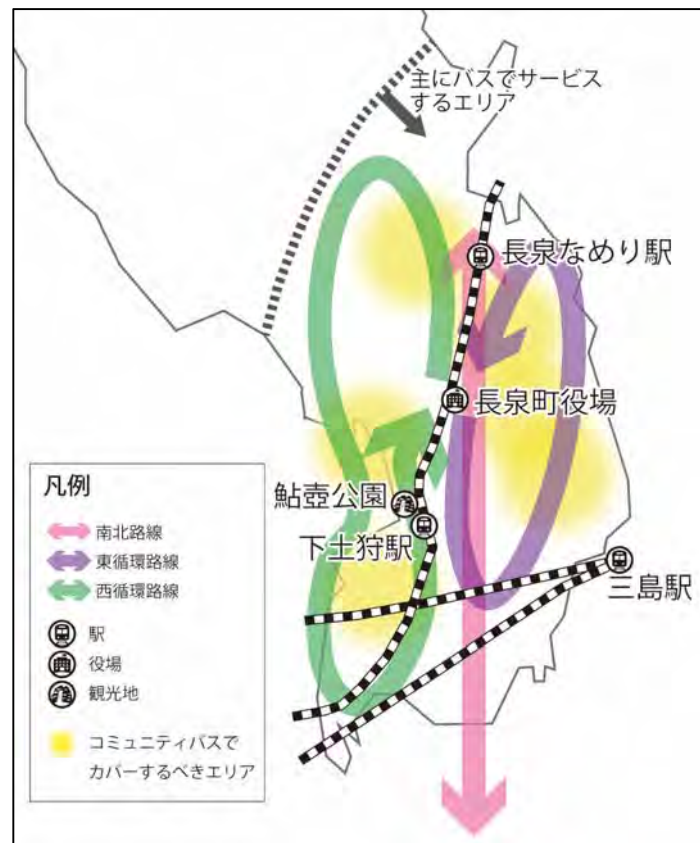 主にバスでサービス
するエリア
長泉なめり駅
長泉町役場
鮎壺公園
下土狩駅
三島駅
凡例
南北路線
東循環路線
西循環路線
駅
役場
観光地
コミュニティバスで
カバーするべきエリア